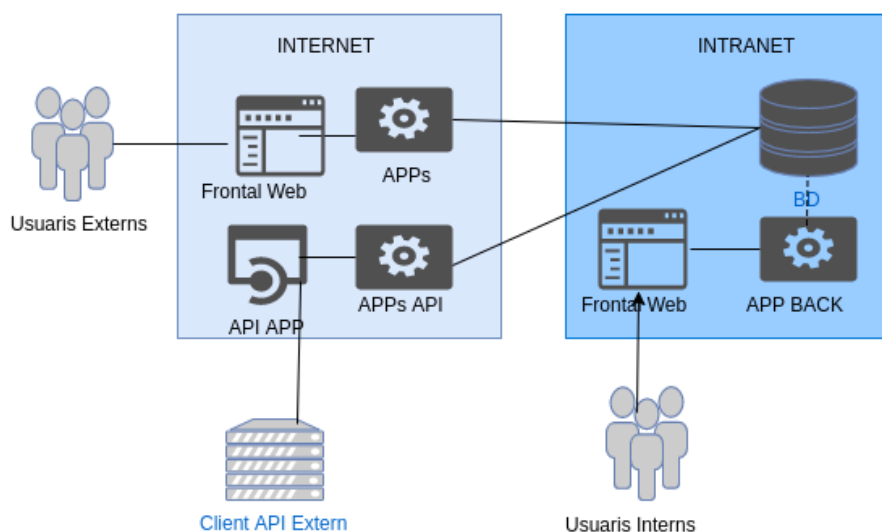 INTERNET
INTRANET
Frontal Web
APPs
Usuaris Externs
BD
API APP
APPs API
Frontal Web
APP BACK
Client API Extern
Usuaris Interns